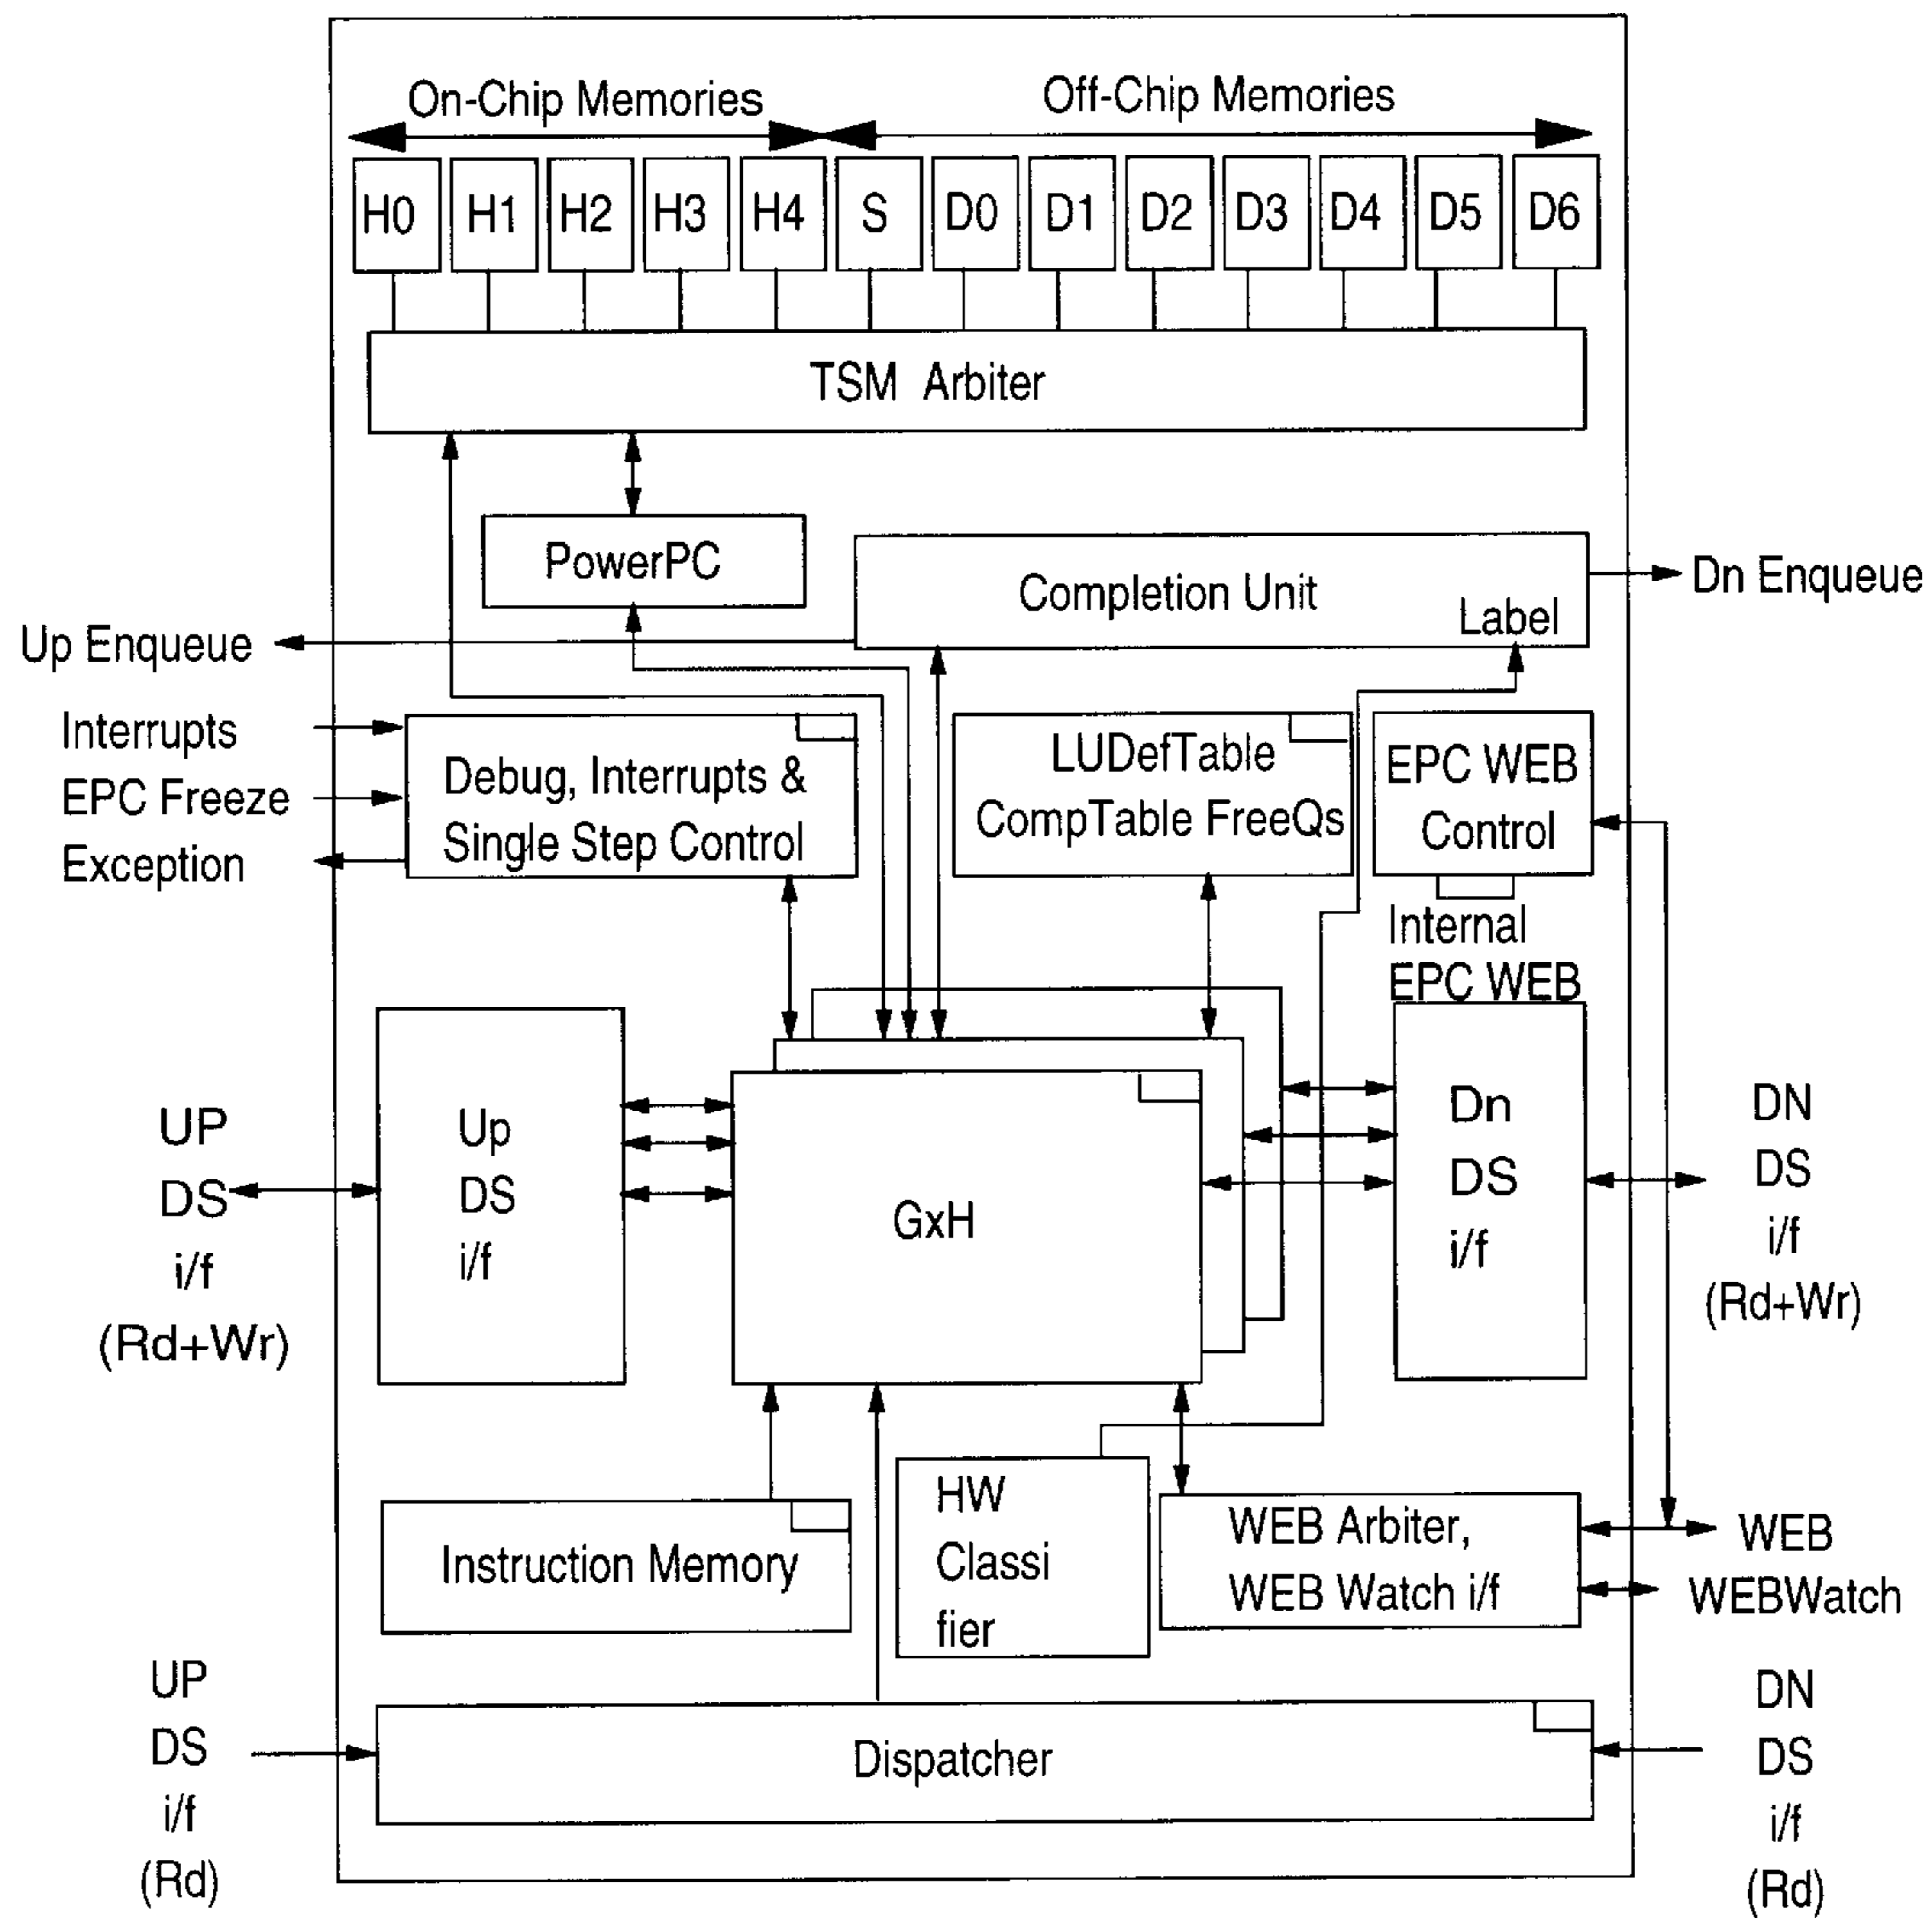 On-Chip Memories
Off-Chip Memories
H0
H1
H2
H3
H4
S
D0
D1
D2
D3
D4
D5
D6
TSM Arbiter
PowerPC
Completion Unit
Label
Dn Enqueue
Up Enqueue
Interrupts
EPC Freeze
Exception
Debug, Interrupts &
Single Step Control
LUDefTable
CompTable FreeQs
EPC WEB
Control
Internal
EPC WEB
UP
DS
i/f
(Rd+Wr)
Up
DS
i/f
GxH
Dn
DS
i/f
DN
DS
i/f
(Rd+Wr)
Instruction Memory
HW
Classi
fier
WEB Arbiter,
WEB Watch i/f
WEB
WEBWatch
UP
DS
i/f
(Rd)
Dispatcher
DN
DS
i/f
(Rd)